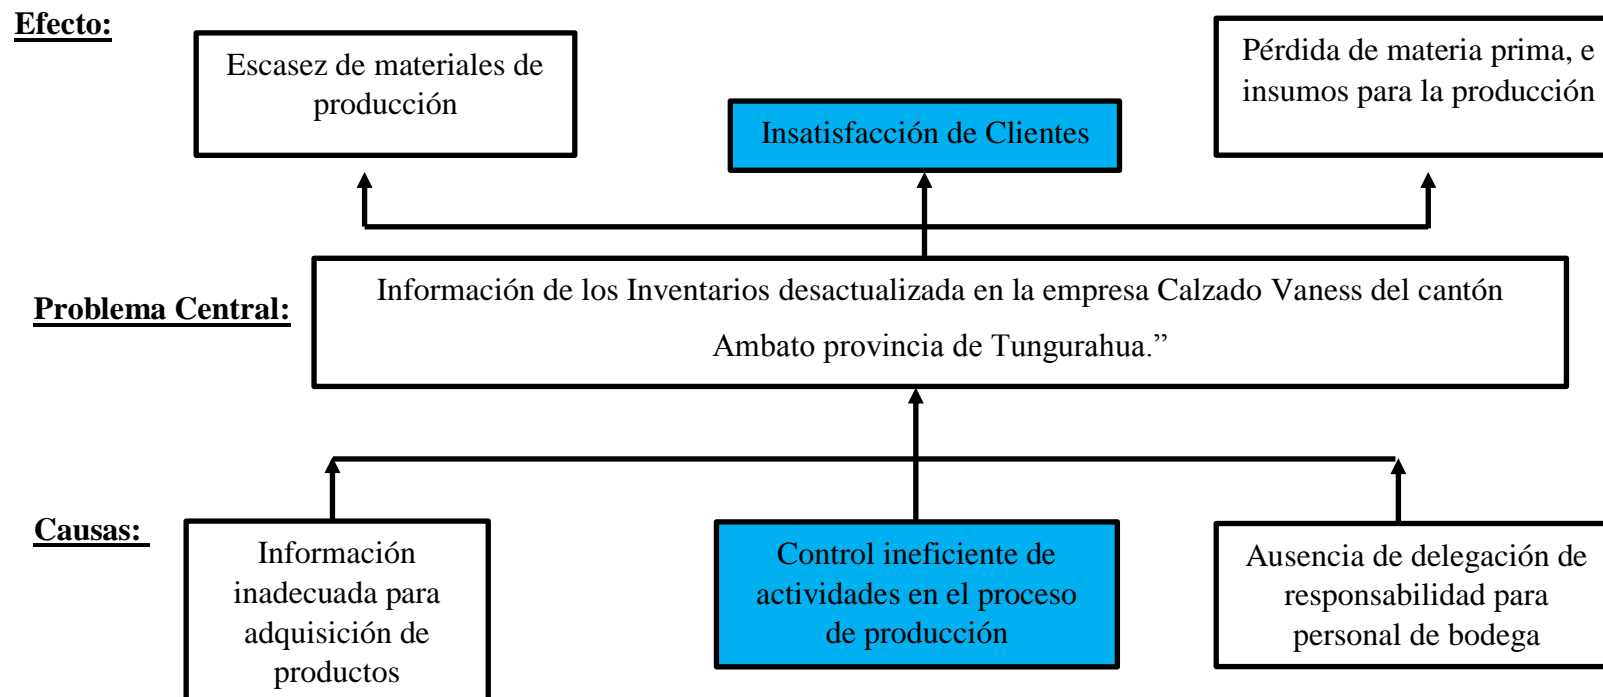 Efecto:
Escasez de materiales de
producción
Insatisfacción de Clientes
Pérdida de materia prima, e
insumos para la producción
Problema Central:
Información de los Inventarios desactualizada en la empresa Calzado Vaness del cantón
Ambato provincia de Tungurahua.”
Causas:
Información
inadecuada para
adquisición de
productos
Control ineficiente de
actividades en el proceso
de producción
Ausencia de delegación de
responsabilidad para
personal de bodega